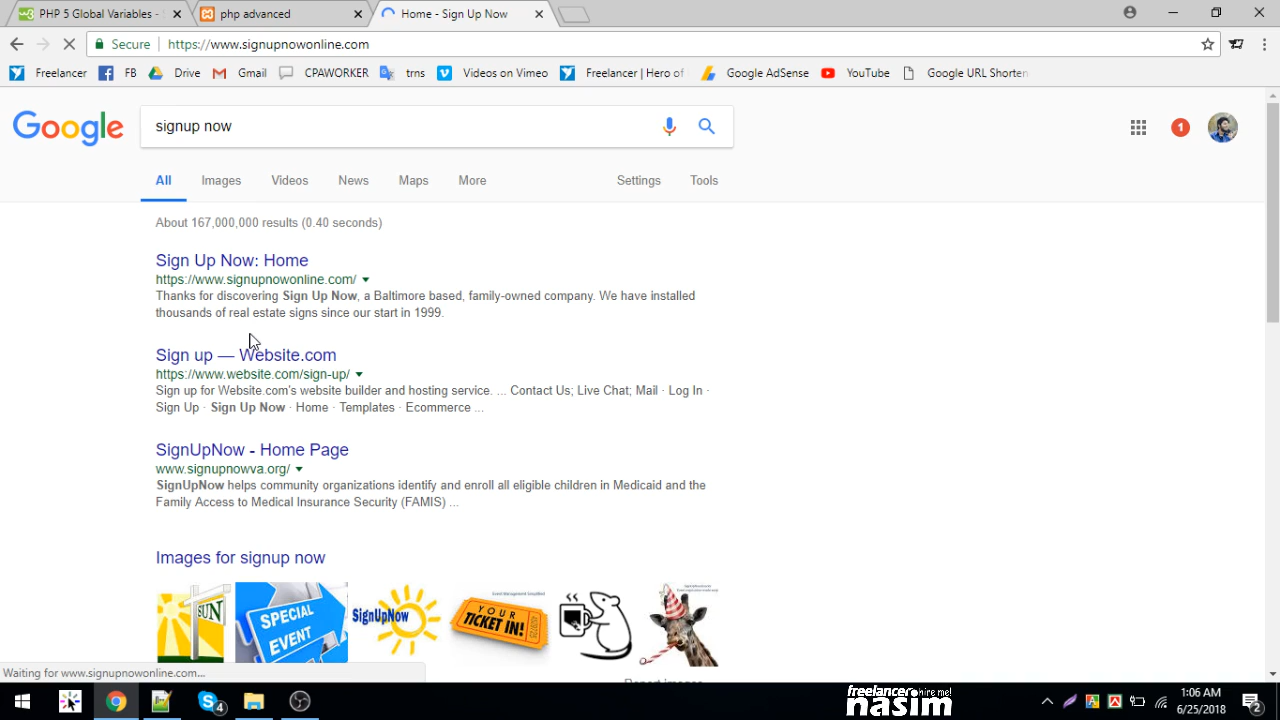 PHP 5 Global Variables -
php advanced
Home - Sign Up Now
Secure https://www.signupnowonline.com
Freelancer FB Drive Gmail CPAWORKER trns Videos on Vimeo Freelancer | Hero of Google AdSense YouTube Google URL Shorten
Google
signup now
1
All Images Videos News Maps More Settings Tools
About 167,000,000 results (0.40 seconds)
Sign Up Now: Home
https://www.signupnowonline.com/
Thanks for discovering Sign Up Now, a Baltimore based, family-owned company. We have installed
thousands of real estate signs since our start in 1999.
Sign up — Website.com
https://www.website.com/sign-up/
Sign up for Website.com's website builder and hosting service. ... Contact Us; Live Chat; Mail · Log In ·
Sign Up · Sign Up Now · Home · Templates · Ecommerce ...
SignUpNow - Home Page
www.signupnowva.org/
SignUpNow helps community organizations identify and enroll all eligible children in Medicaid and the
Family Access to Medical Insurance Security (FAMIS) ...
Images for signup now
SUN
SPECIAL
EVENT
SignUpNow
YOUR
TICKET IN!
Waiting for www.signupnowonline.com...
4
freelancer hire me!
nasim
1:06 AM
6/25/2018
2